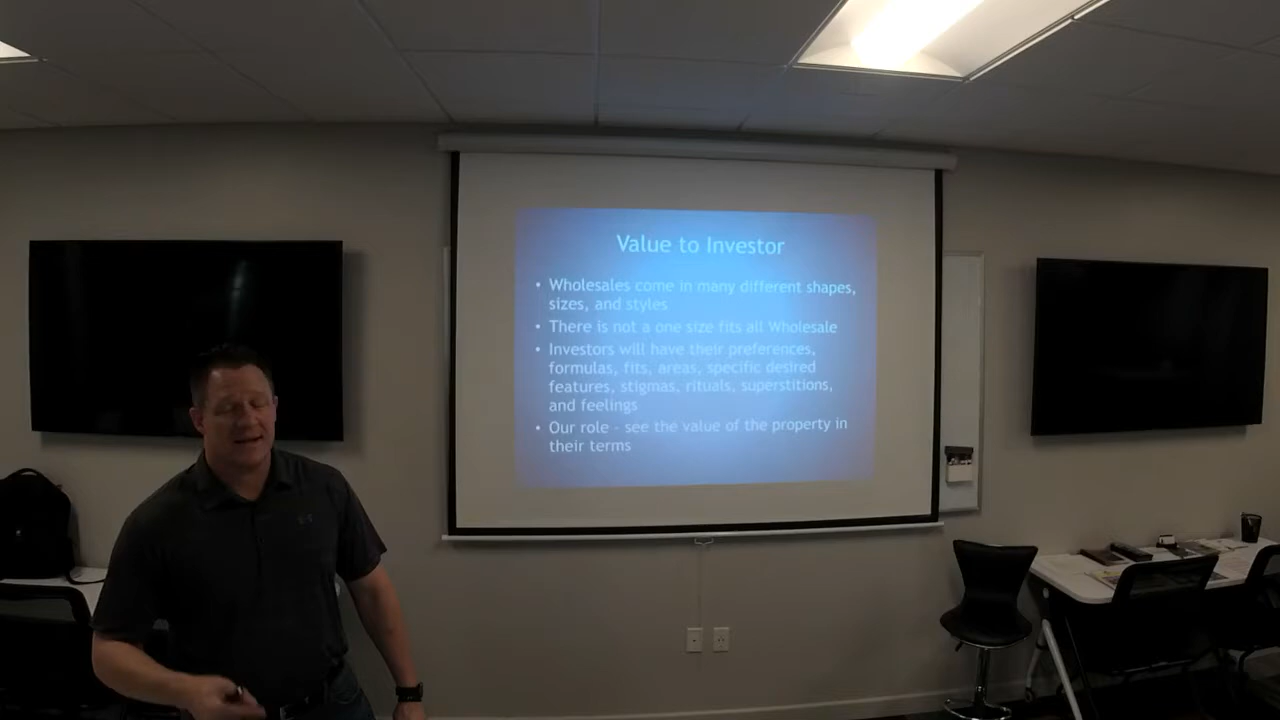 Value to Investor
• Wholesales come in many different shapes,
sizes, and styles
• There is not a one size fits all Wholesale
• Investors will have their preferences,
formulas, fits, areas, specific desired
features, stigmas, rituals, superstitions,
and feelings
• Our role - see the value of the property in
their terms